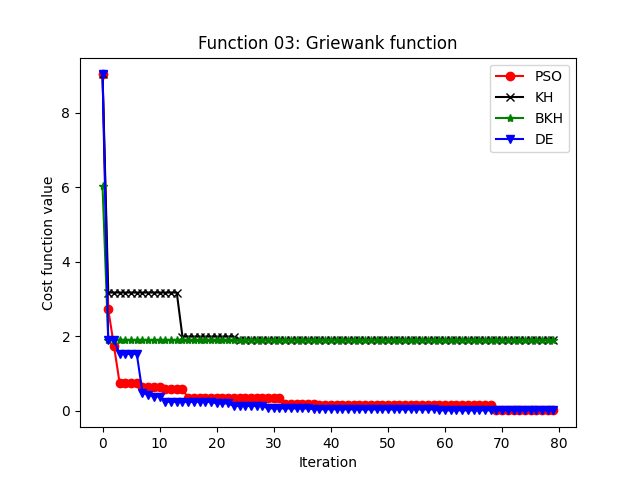 Function 03: Griewank function
PSO
KH
BKH
DE
Cost function value
8
6
4
2
0
0 10 20 30 40 50 60 70 80
Iteration